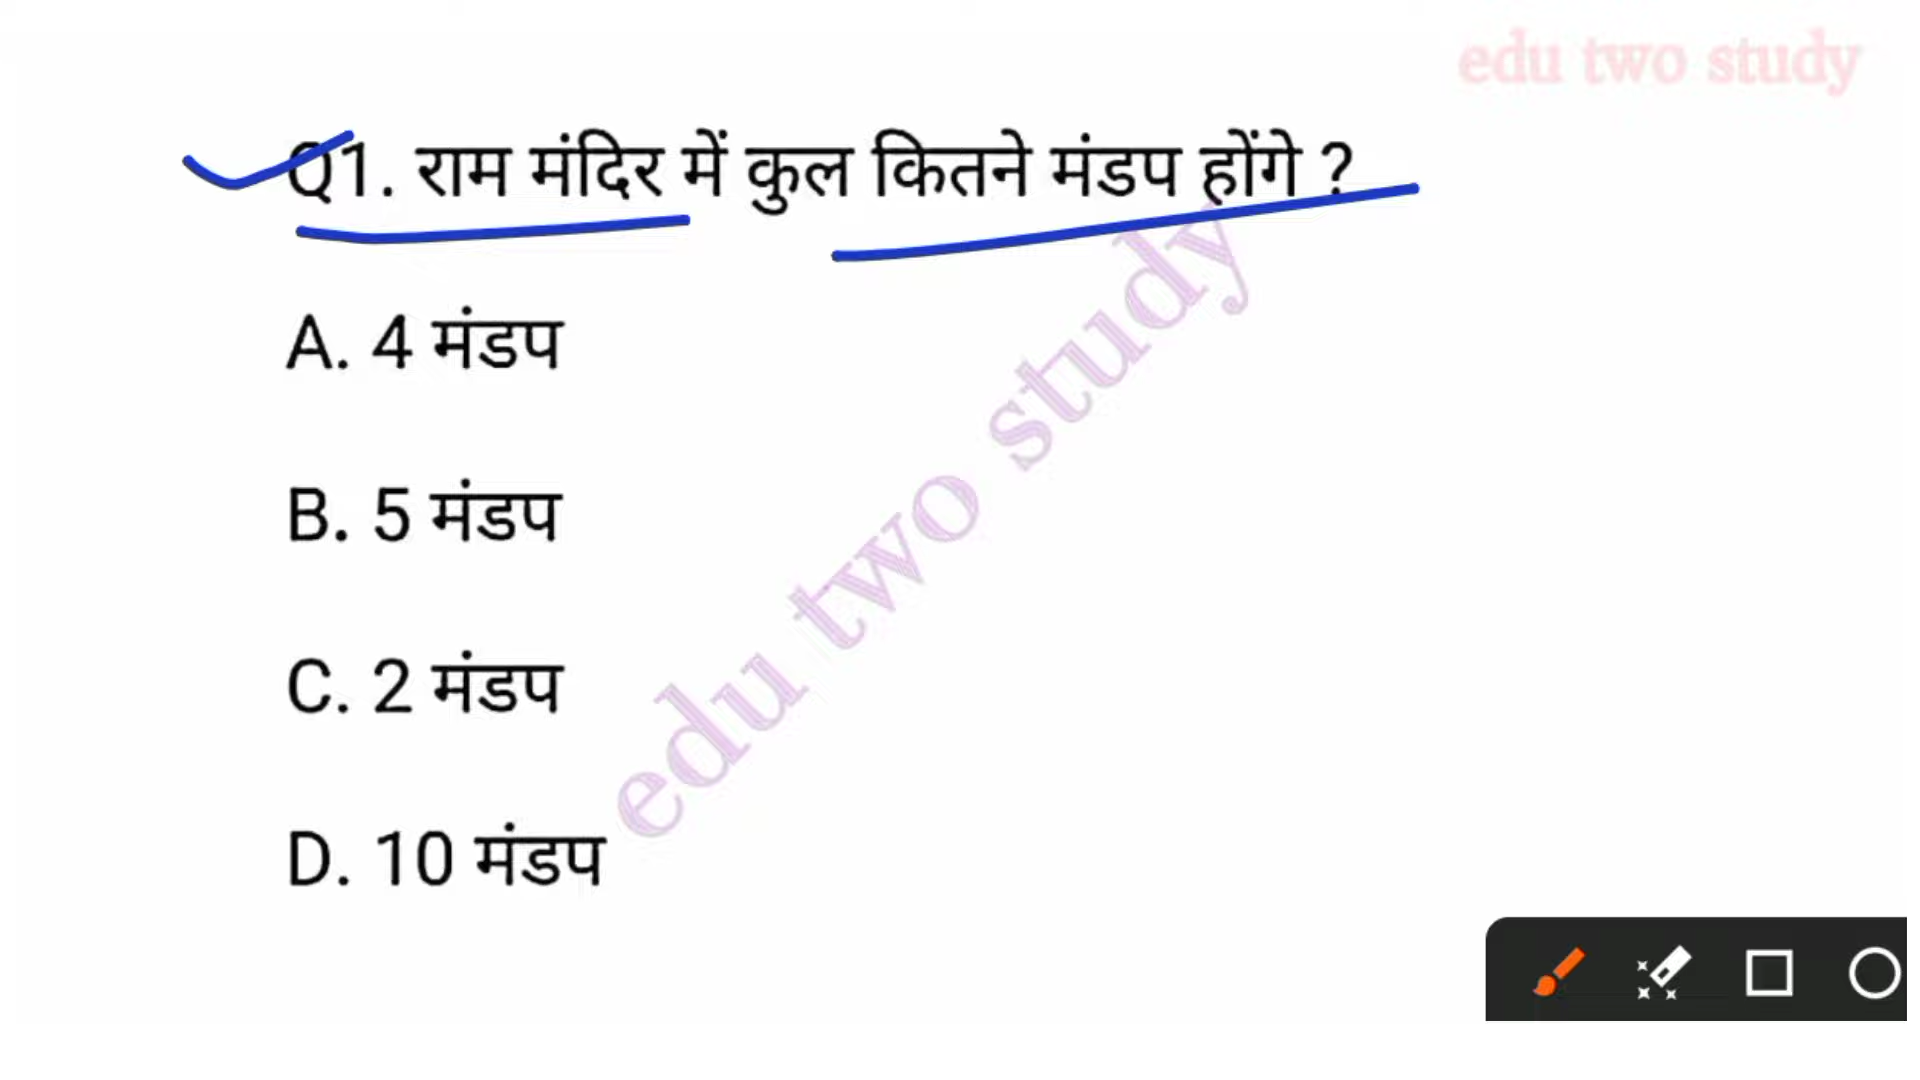 edu two study
Q1. राम मंदिर में कुल कितने मंडप होंगे ?
A. 4 मंडप
B. 5 मंडप
C. 2 मंडप
D. 10 मंडप
edu two study